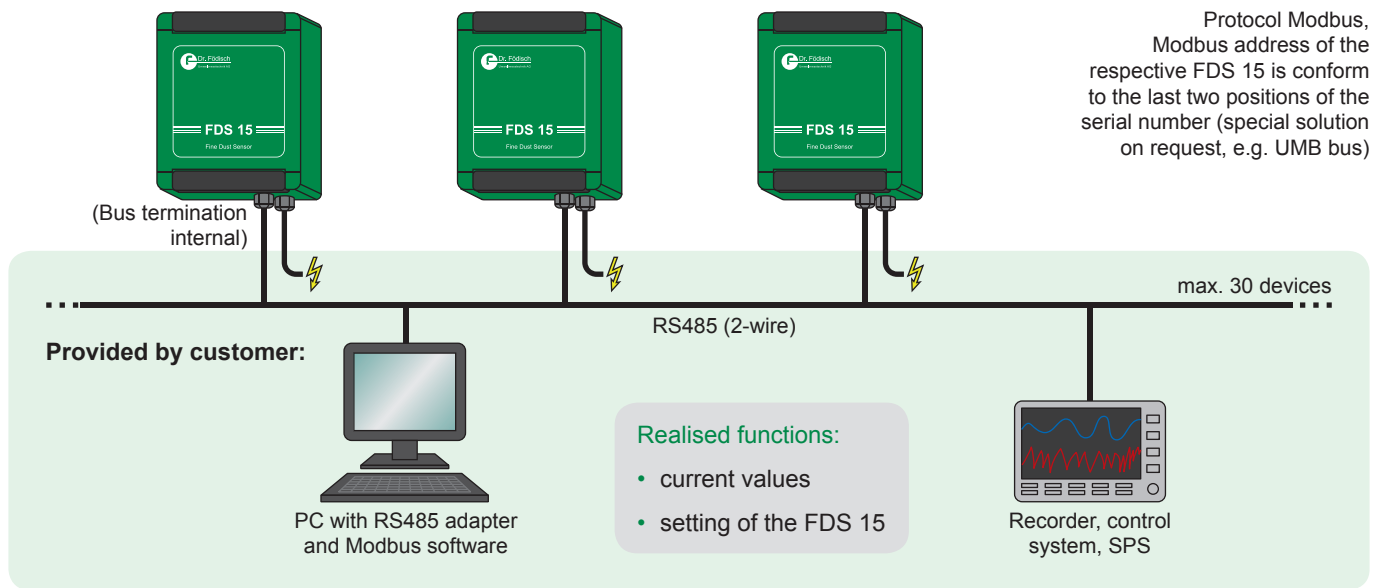 Dr. Födisch
FDS 15
Fine Dust Sensor
Dr. Födisch
FDS 15
Fine Dust Sensor
Dr. Födisch
FDS 15
Fine Dust Sensor
Protocol Modbus,
Modbus address of the
respective FDS 15 is conform
to the last two positions of the
serial number (special solution
on request, e.g. UMB bus)
(Bus termination
internal)
max. 30 devices
RS485 (2-wire)
Provided by customer:
Realised functions:
• current values
• setting of the FDS 15
PC with RS485 adapter
and Modbus software
Recorder, control
system, SPS